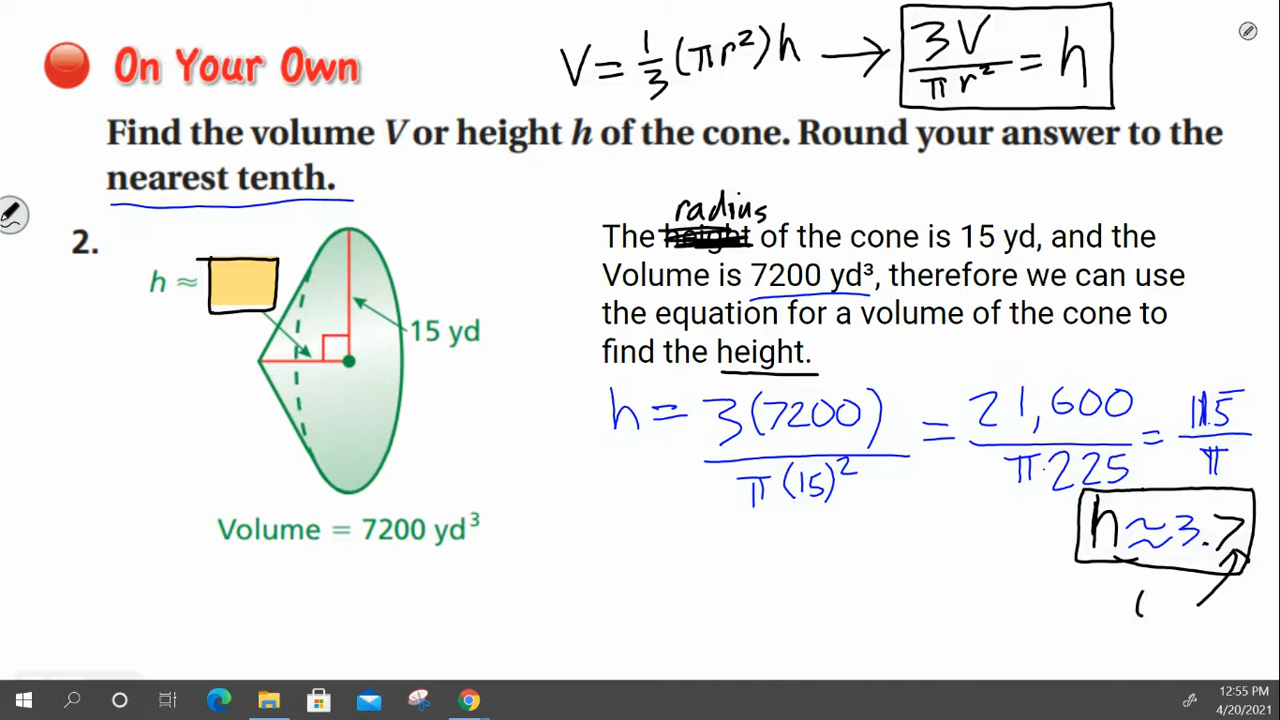 V = 1/3 (πr²) h → 3V/πr² = h
On Your Own
Find the volume V or height h of the cone. Round your answer to the
nearest tenth.
2.
h ≈
15 yd
Volume = 7200 yd³
radius
The height of the cone is 15 yd, and the
Volume is 7200 yd³, therefore we can use
the equation for a volume of the cone to
find the height.
h = 3(7200)/π(15)² = 21,600/π·225 = 11.5/π
h ≈ 3.7
(
12:55 PM
4/20/2021